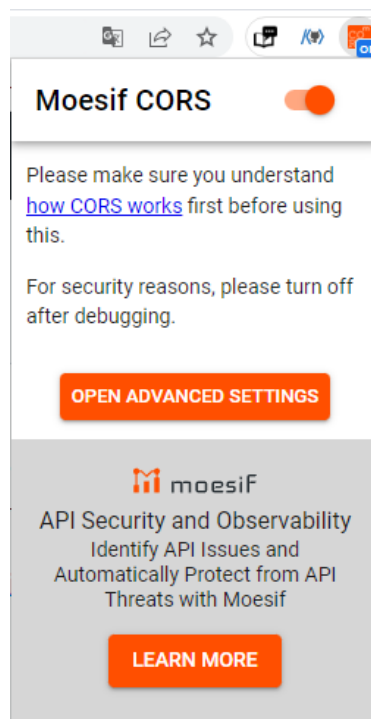 Moesif CORS
Please make sure you understand
how CORS works first before using
this.
For security reasons, please turn off
after debugging.
OPEN ADVANCED SETTINGS
moesif
API Security and Observability
Identify API Issues and
Automatically Protect from API
Threats with Moesif
LEARN MORE